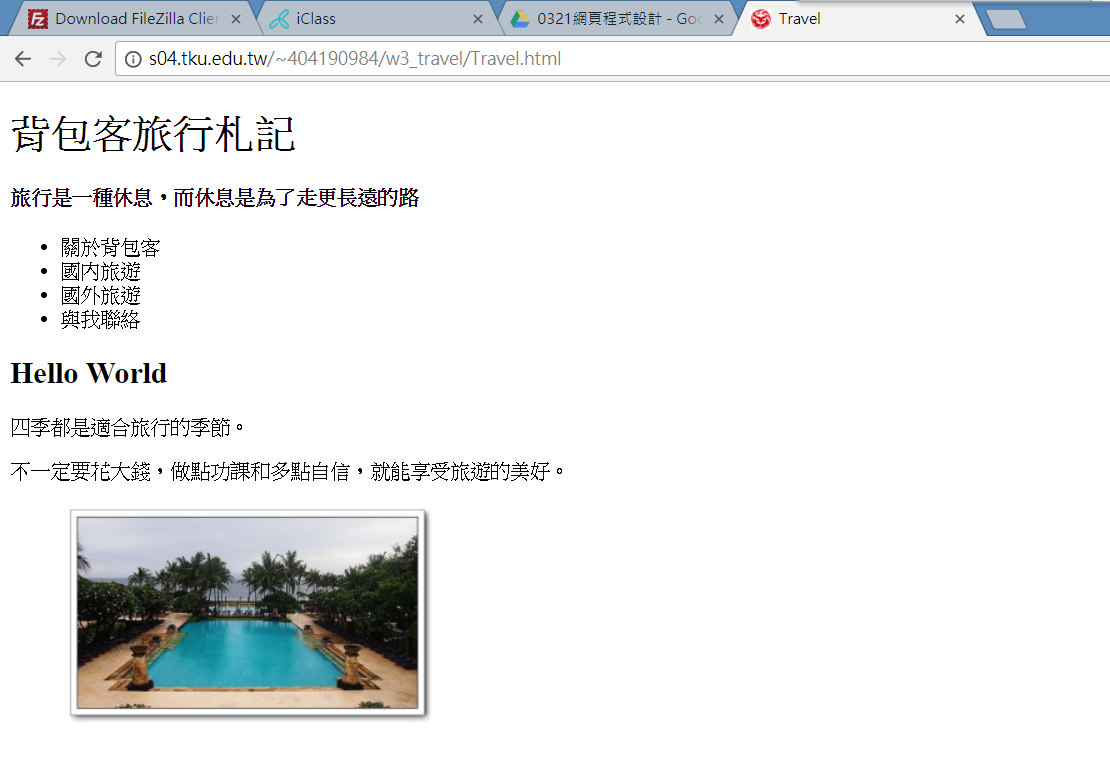 Download FileZilla Clien
iClass
0321網頁程式設計 - Goo
Travel
s04.tku.edu.tw/~404190984/w3_travel/Travel.html
背包客旅行札記
旅行是一種休息，而休息是為了走更長遠的路
• 關於背包客
• 國內旅遊
• 國外旅遊
• 與我聯絡
Hello World
四季都是適合旅行的季節。
不一定要花大錢，做點功課和多點自信，就能享受旅遊的美好。